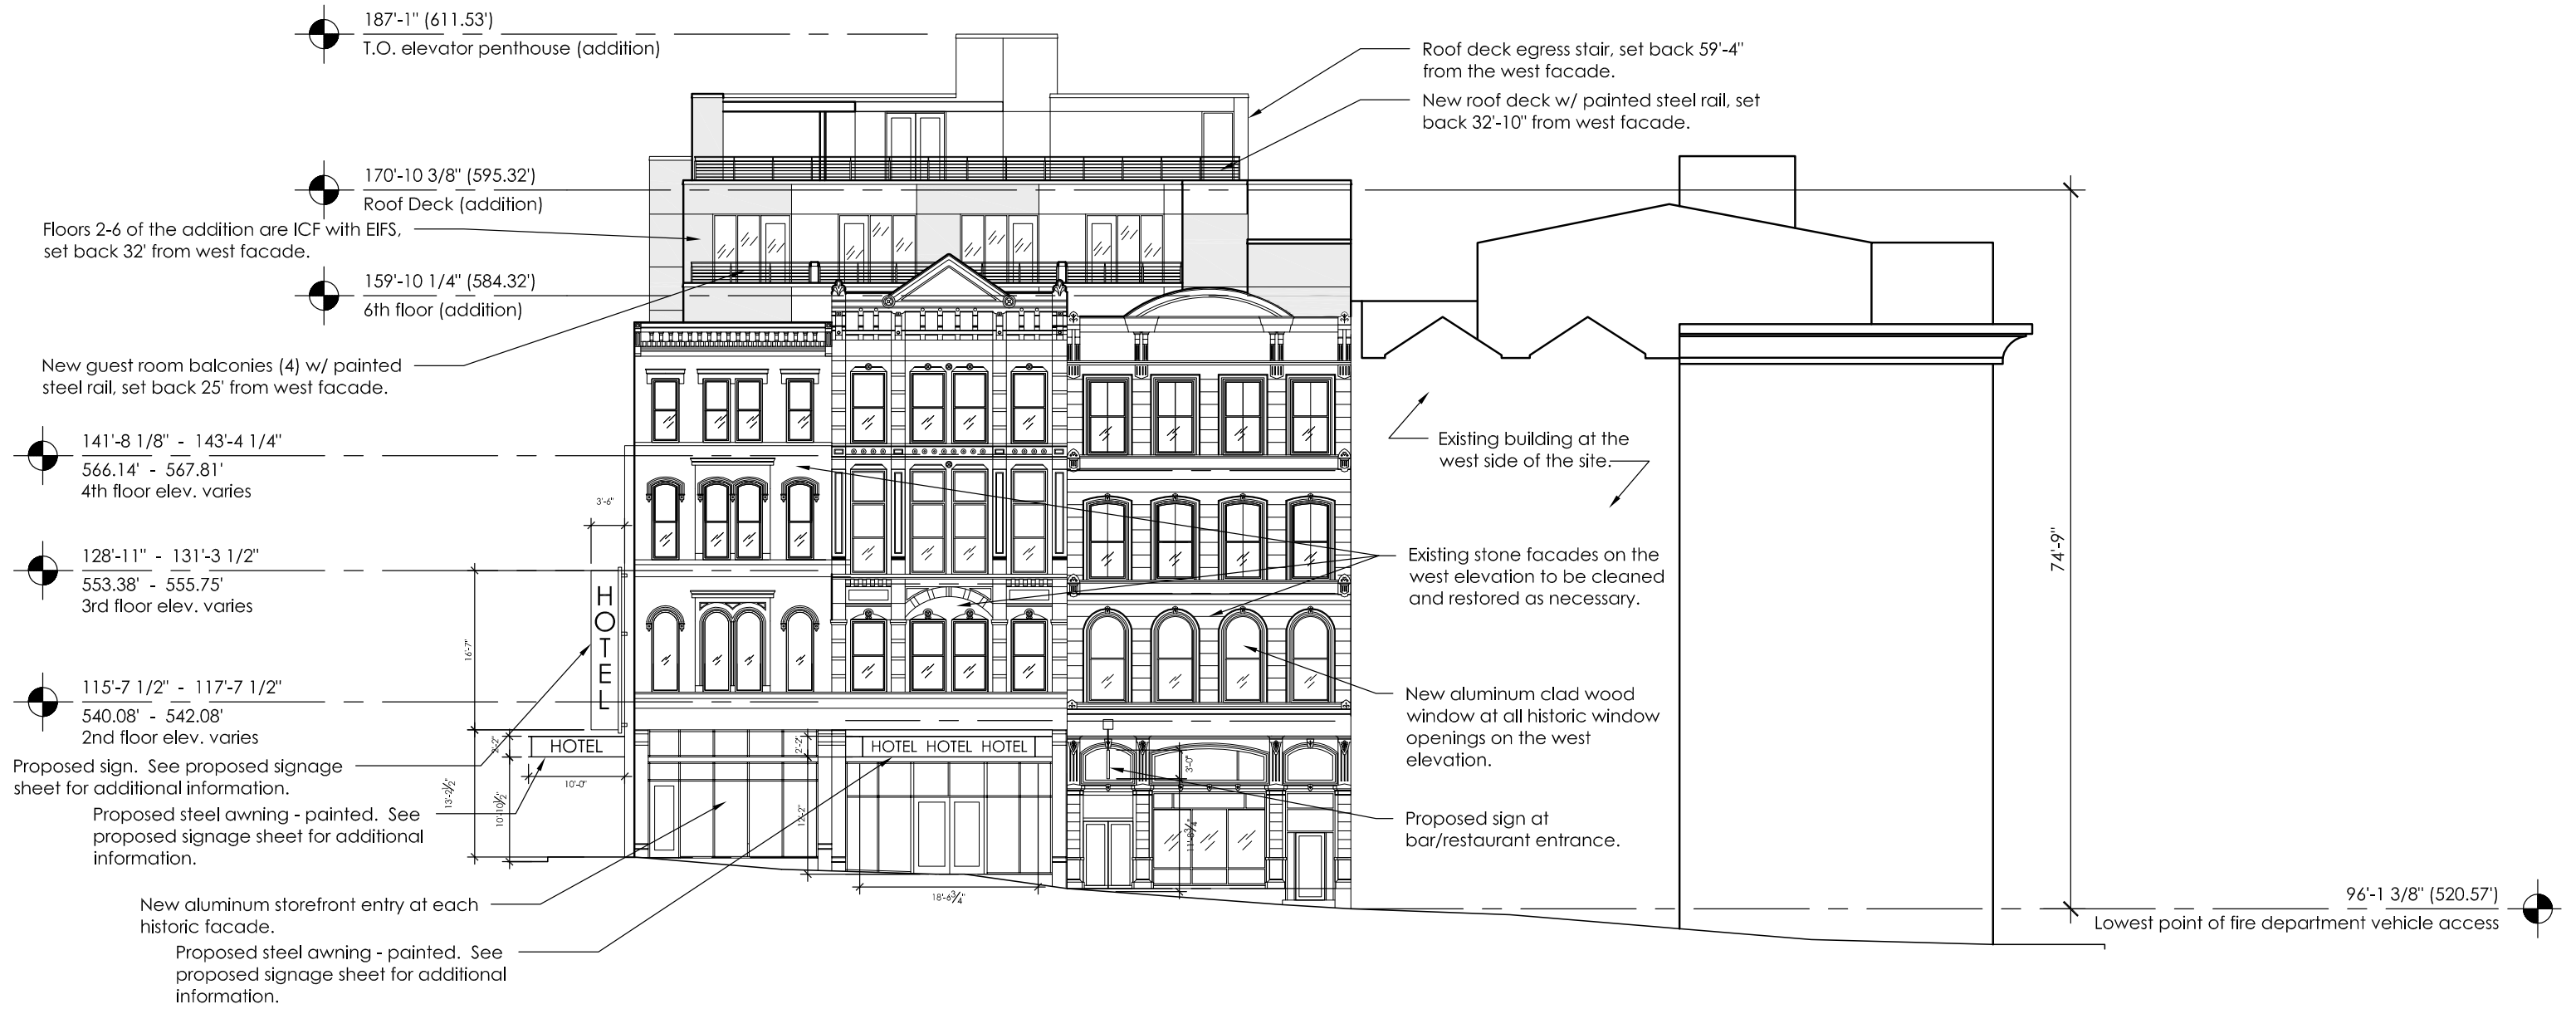 187'-1" (611.53')
T.O. elevator penthouse (addition)
Roof deck egress stair, set back 59'-4"
from the west facade.
New roof deck w/ painted steel rail, set
back 32'-10" from west facade.
170'-10 3/8" (595.32')
Roof Deck (addition)
Floors 2-6 of the addition are ICF with EIFS,
set back 32' from west facade.
159'-10 1/4" (584.32')
6th floor (addition)
New guest room balconies (4) w/ painted
steel rail, set back 25' from west facade.
141'-8 1/8" - 143'-4 1/4"
566.14' - 567.81'
4th floor elev. varies
Existing building at the
west side of the site.
3'-6"
128'-11" - 131'-3 1/2"
553.38' - 555.75'
3rd floor elev. varies
Existing stone facades on the
west elevation to be cleaned
and restored as necessary.
74'-9"
HOTEL
16'-7"
115'-7 1/2" - 117'-7 1/2"
540.08' - 542.08'
2nd floor elev. varies
New aluminum clad wood
window at all historic window
openings on the west
elevation.
2'-2"
HOTEL
2'-2"
HOTEL HOTEL HOTEL
3'-0"
Proposed sign. See proposed signage
sheet for additional information.
10'-0"
13'-2½"
10'-10½"
12'-2"
11'-8¾"
Proposed steel awning - painted. See
proposed signage sheet for additional
information.
Proposed sign at
bar/restaurant entrance.
18'-6¾"
New aluminum storefront entry at each
historic facade.
96'-1 3/8" (520.57')
Lowest point of fire department vehicle access
Proposed steel awning - painted. See
proposed signage sheet for additional
information.